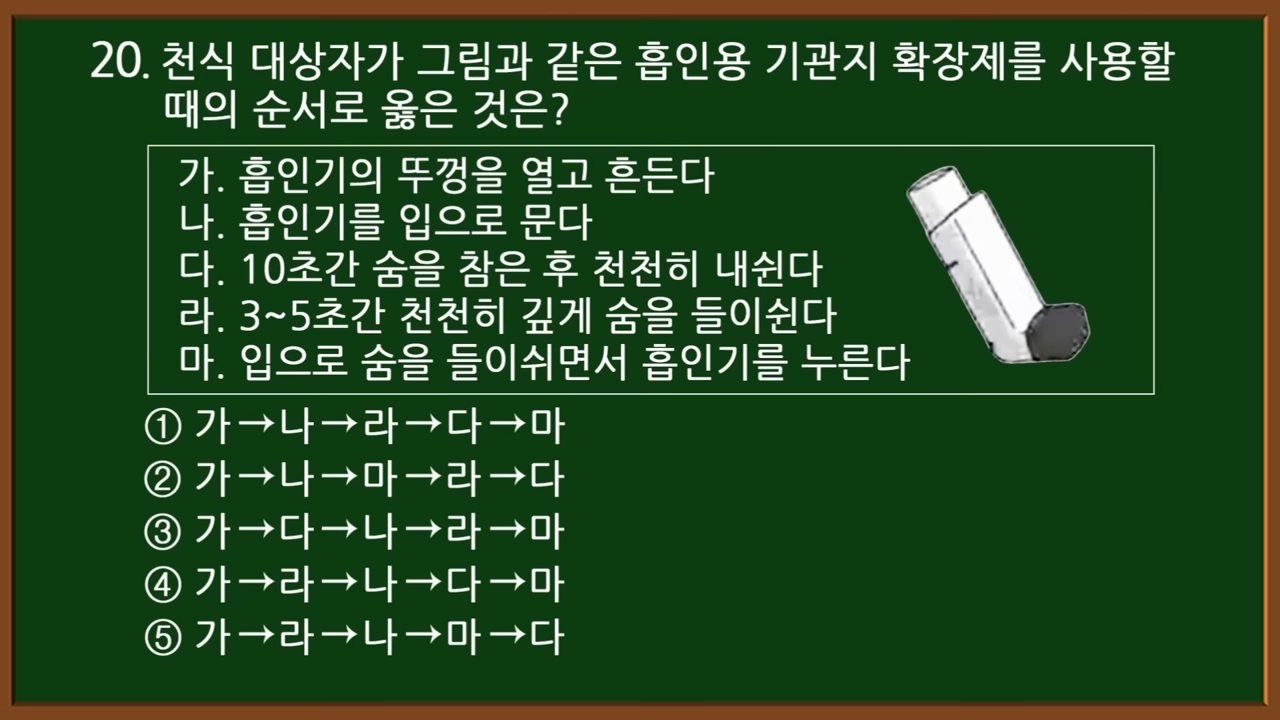 20. 천식 대상자가 그림과 같은 흡인용 기관지 확장제를 사용할
때의 순서로 옳은 것은?
가. 흡인기의 뚜껑을 열고 흔든다
나. 흡인기를 입으로 문다
다. 10초간 숨을 참은 후 천천히 내쉰다
라. 3~5초간 천천히 깊게 숨을 들이쉰다
마. 입으로 숨을 들이쉬면서 흡인기를 누른다
① 가→나→라→다→마
② 가→나→마→라→다
③ 가→다→나→라→마
④ 가→라→나→다→마
⑤ 가→라→나→마→다